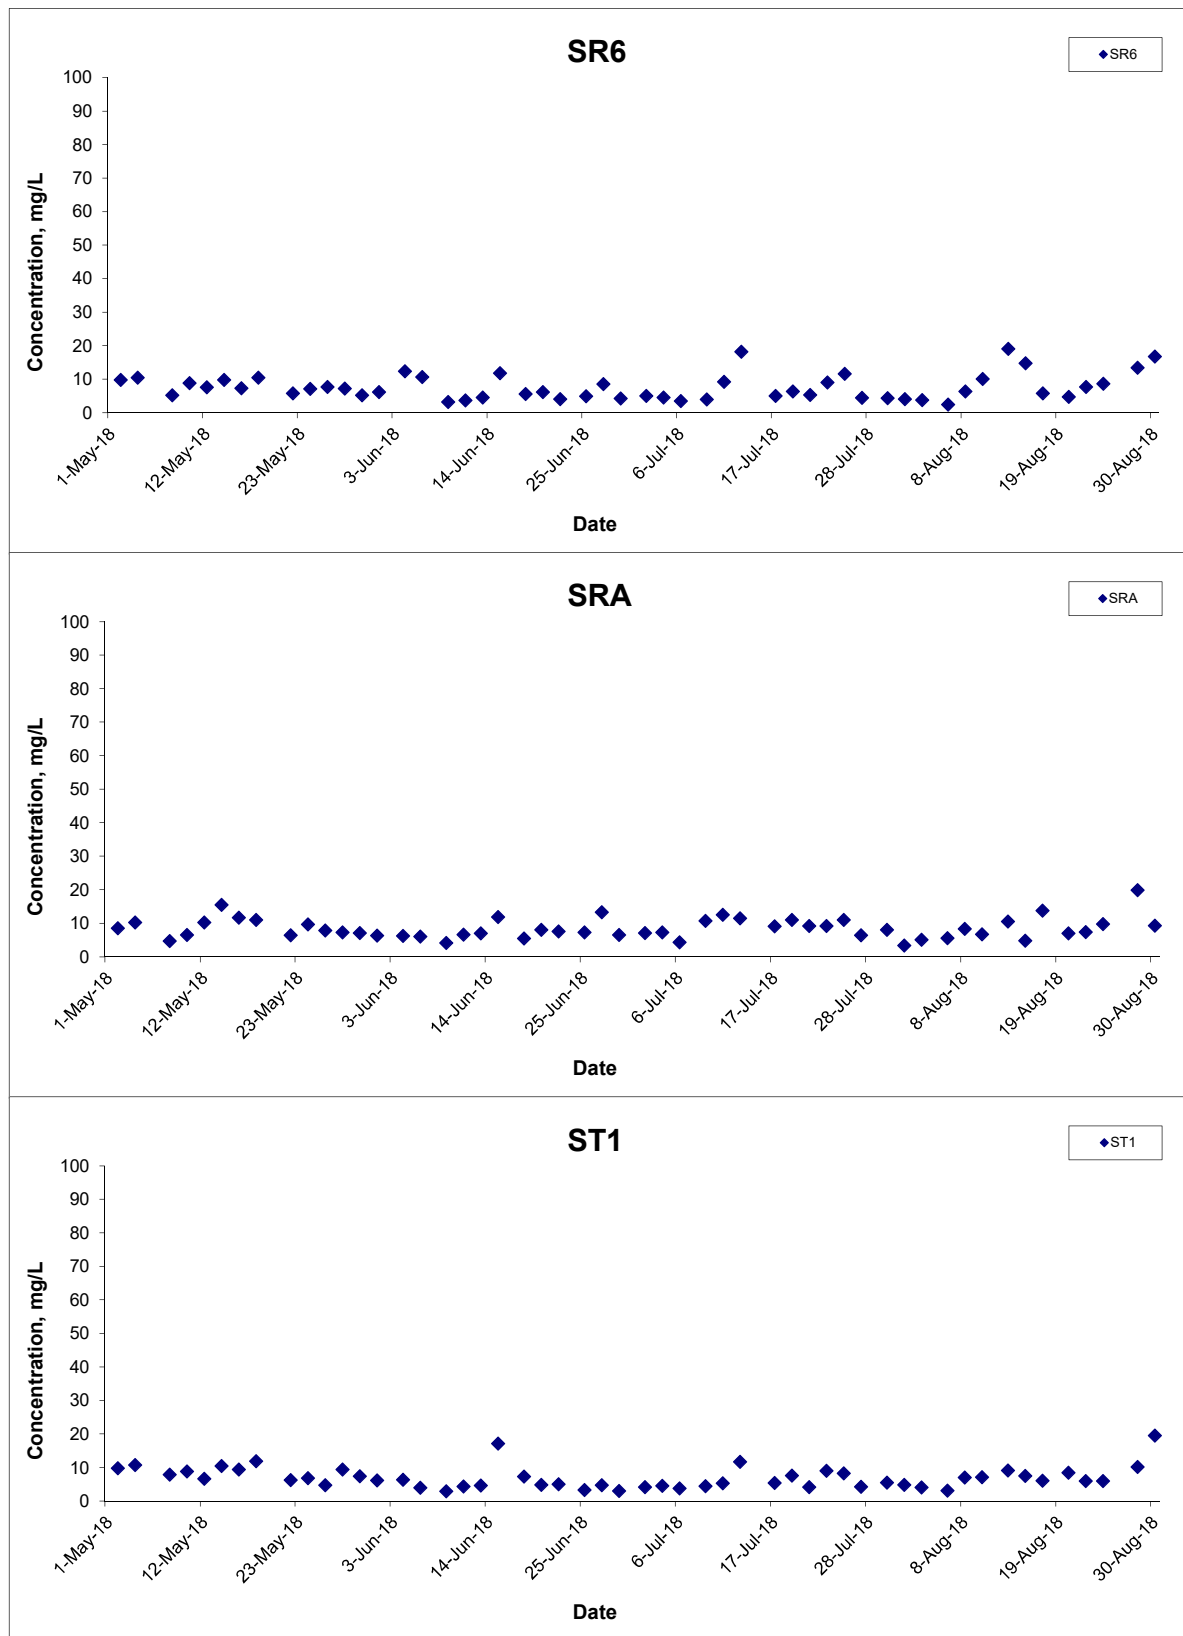 SR6
SR6
100
90
80
70
60
50
40
30
20
10
0
Concentration, mg/L
1-May-18
12-May-18
23-May-18
3-Jun-18
14-Jun-18
25-Jun-18
6-Jul-18
17-Jul-18
28-Jul-18
8-Aug-18
19-Aug-18
30-Aug-18
Date
SRA
SRA
100
90
80
70
60
50
40
30
20
10
0
Concentration, mg/L
1-May-18
12-May-18
23-May-18
3-Jun-18
14-Jun-18
25-Jun-18
6-Jul-18
17-Jul-18
28-Jul-18
8-Aug-18
19-Aug-18
30-Aug-18
Date
ST1
ST1
100
90
80
70
60
50
40
30
20
10
0
Concentration, mg/L
1-May-18
12-May-18
23-May-18
3-Jun-18
14-Jun-18
25-Jun-18
6-Jul-18
17-Jul-18
28-Jul-18
8-Aug-18
19-Aug-18
30-Aug-18
Date